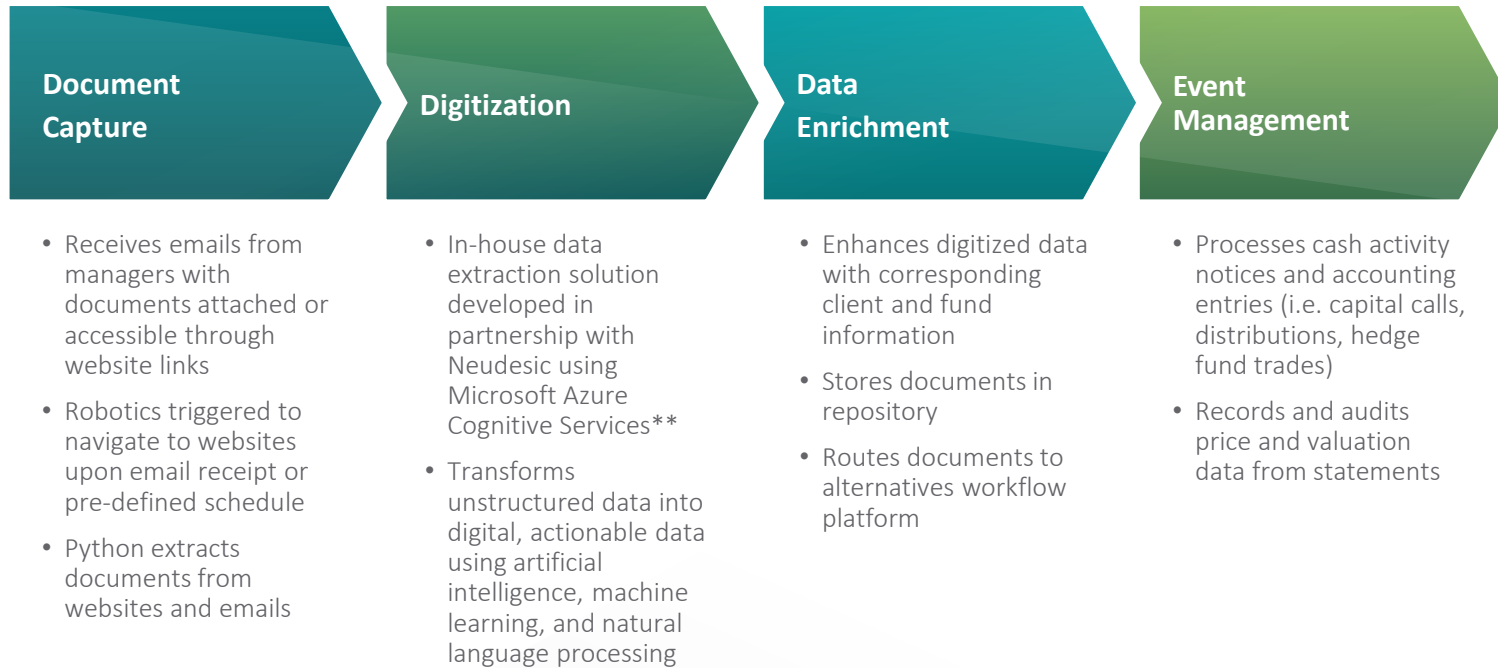 Document
Capture
• Receives emails from
managers with
documents attached or
accessible through
website links
• Robotics triggered to
navigate to websites
upon email receipt or
pre-defined schedule
• Python extracts
documents from
websites and emails
Digitization
• In-house data
extraction solution
developed in
partnership with
Neudesic using
Microsoft Azure
Cognitive Services**
• Transforms
unstructured data into
digital, actionable data
using artificial
intelligence, machine
learning, and natural
language processing
Data
Enrichment
• Enhances digitized data
with corresponding
client and fund
information
• Stores documents in
repository
• Routes documents to
alternatives workflow
platform
Event
Management
• Processes cash activity
notices and accounting
entries (i.e. capital calls,
distributions, hedge
fund trades)
• Records and audits
price and valuation
data from statements